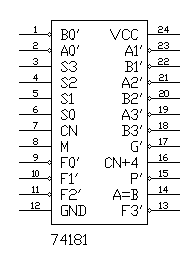 1 B0' VCC 24
2 A0' A1' 23
3 S3 B1' 22
4 S2 A2' 21
5 S1 B2' 20
6 S0 A3' 19
7 CN B3' 18
8 M G' 17
9 F0' CN+4 16
10 F1' P' 15
11 F2' A=B 14
12 GND F3' 13
74181